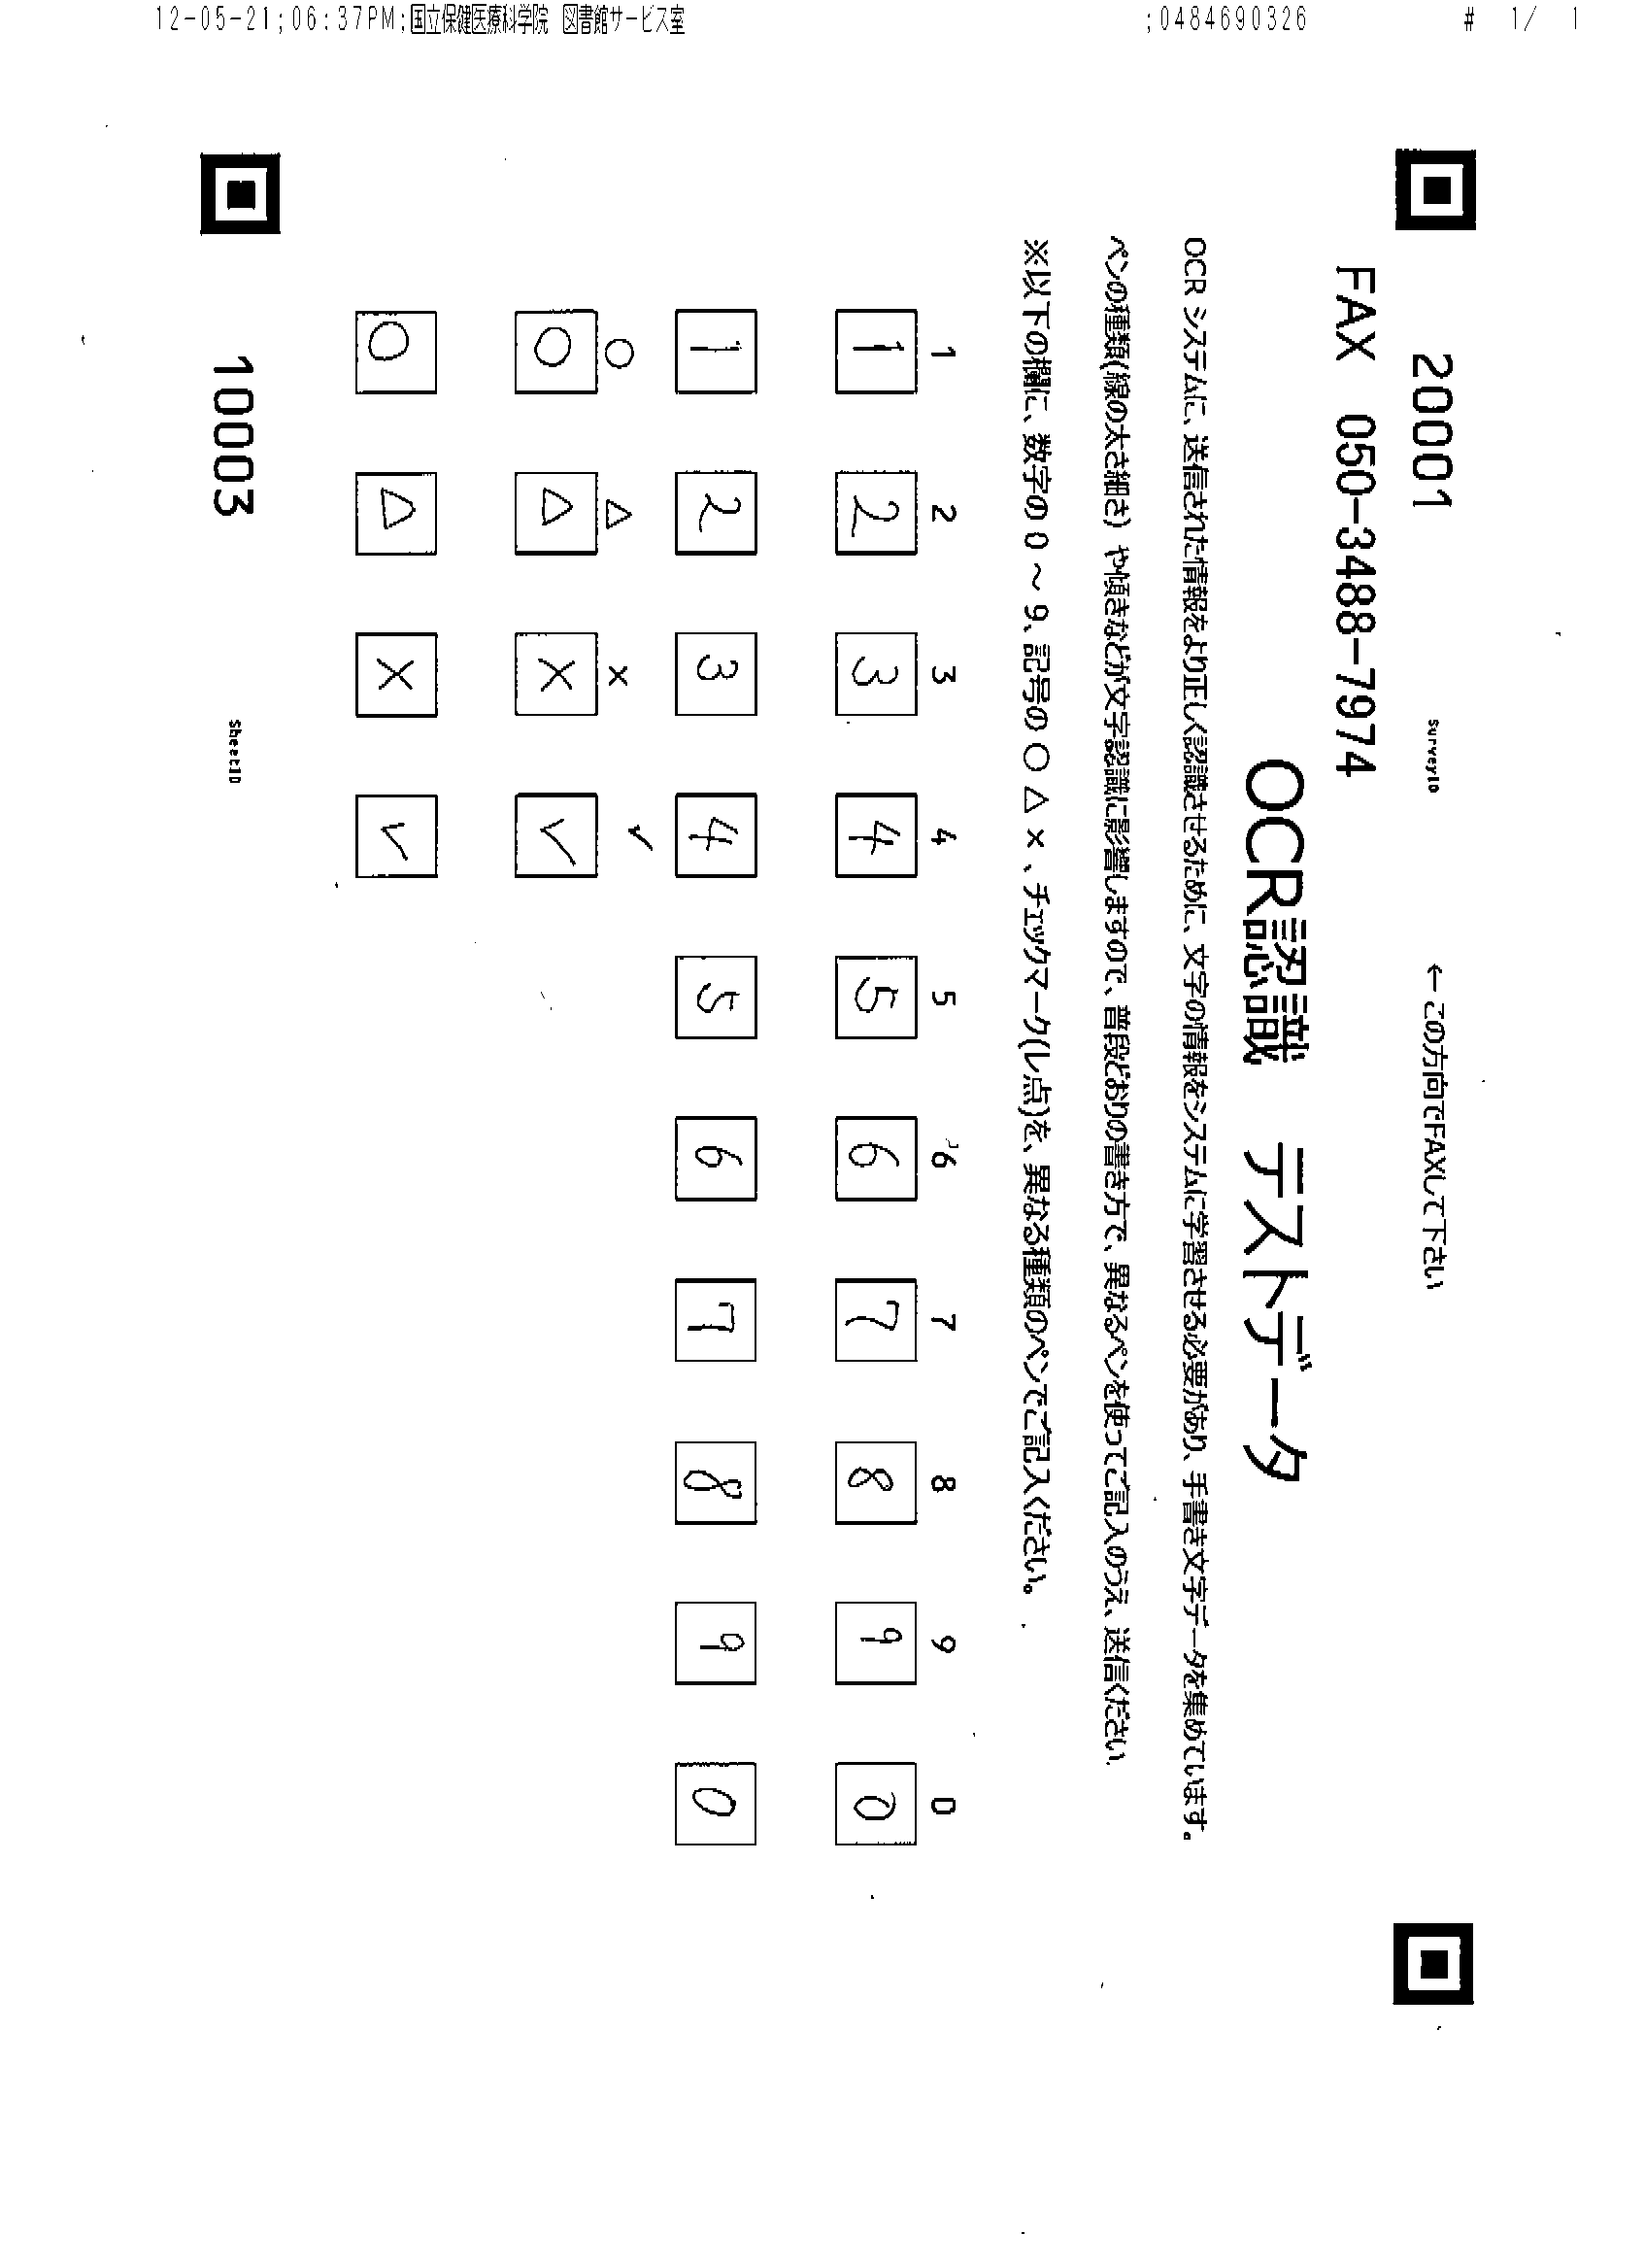 12-05-21;06:37PM;国立保健医療科学院 図書館サービス室 ;0484690326 # 1/ 1
20001 SurveyID ←この方向でFAXして下さい
FAX 050-3488-7974
OCR認識 テストデータ
OCR システムに、送信された情報をより正しく認識させるために、文字の情報をシステムに学習させる必要があり、手書き文字データを集めています。
ペンの種類(線の太さ細さ) や傾きなどが文字認識に影響しますので、普段どおりの書き方で、異なるペンを使ってご記入のうえ、送信ください
※以下の欄に、数字の 0 ～ 9、記号の ○ △ × 、チェックマーク(レ点)を、異なる種類のペンでご記入ください。
1 2 3 4 5 6 7 8 9 0
1 2 3 4 5 6 7 8 9 0
1 2 3 4 5 6 7 8 9 0
○ △ × ✓
○ △ × ✓
○ △ × ✓
10003 SheetID